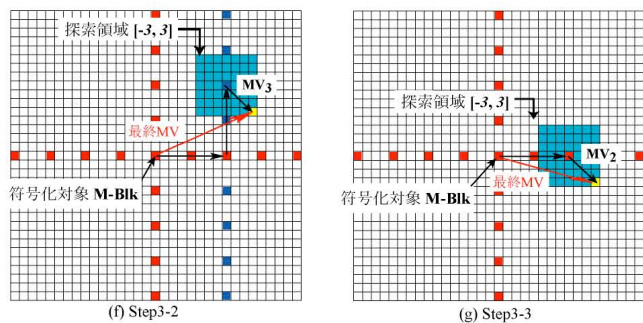 探索領域 [-3, 3]
MV3
最終MV
符号化対象 M-Blk
(f) Step3-2
探索領域 [-3, 3]
MV2
最終MV
符号化対象 M-Blk
(g) Step3-3